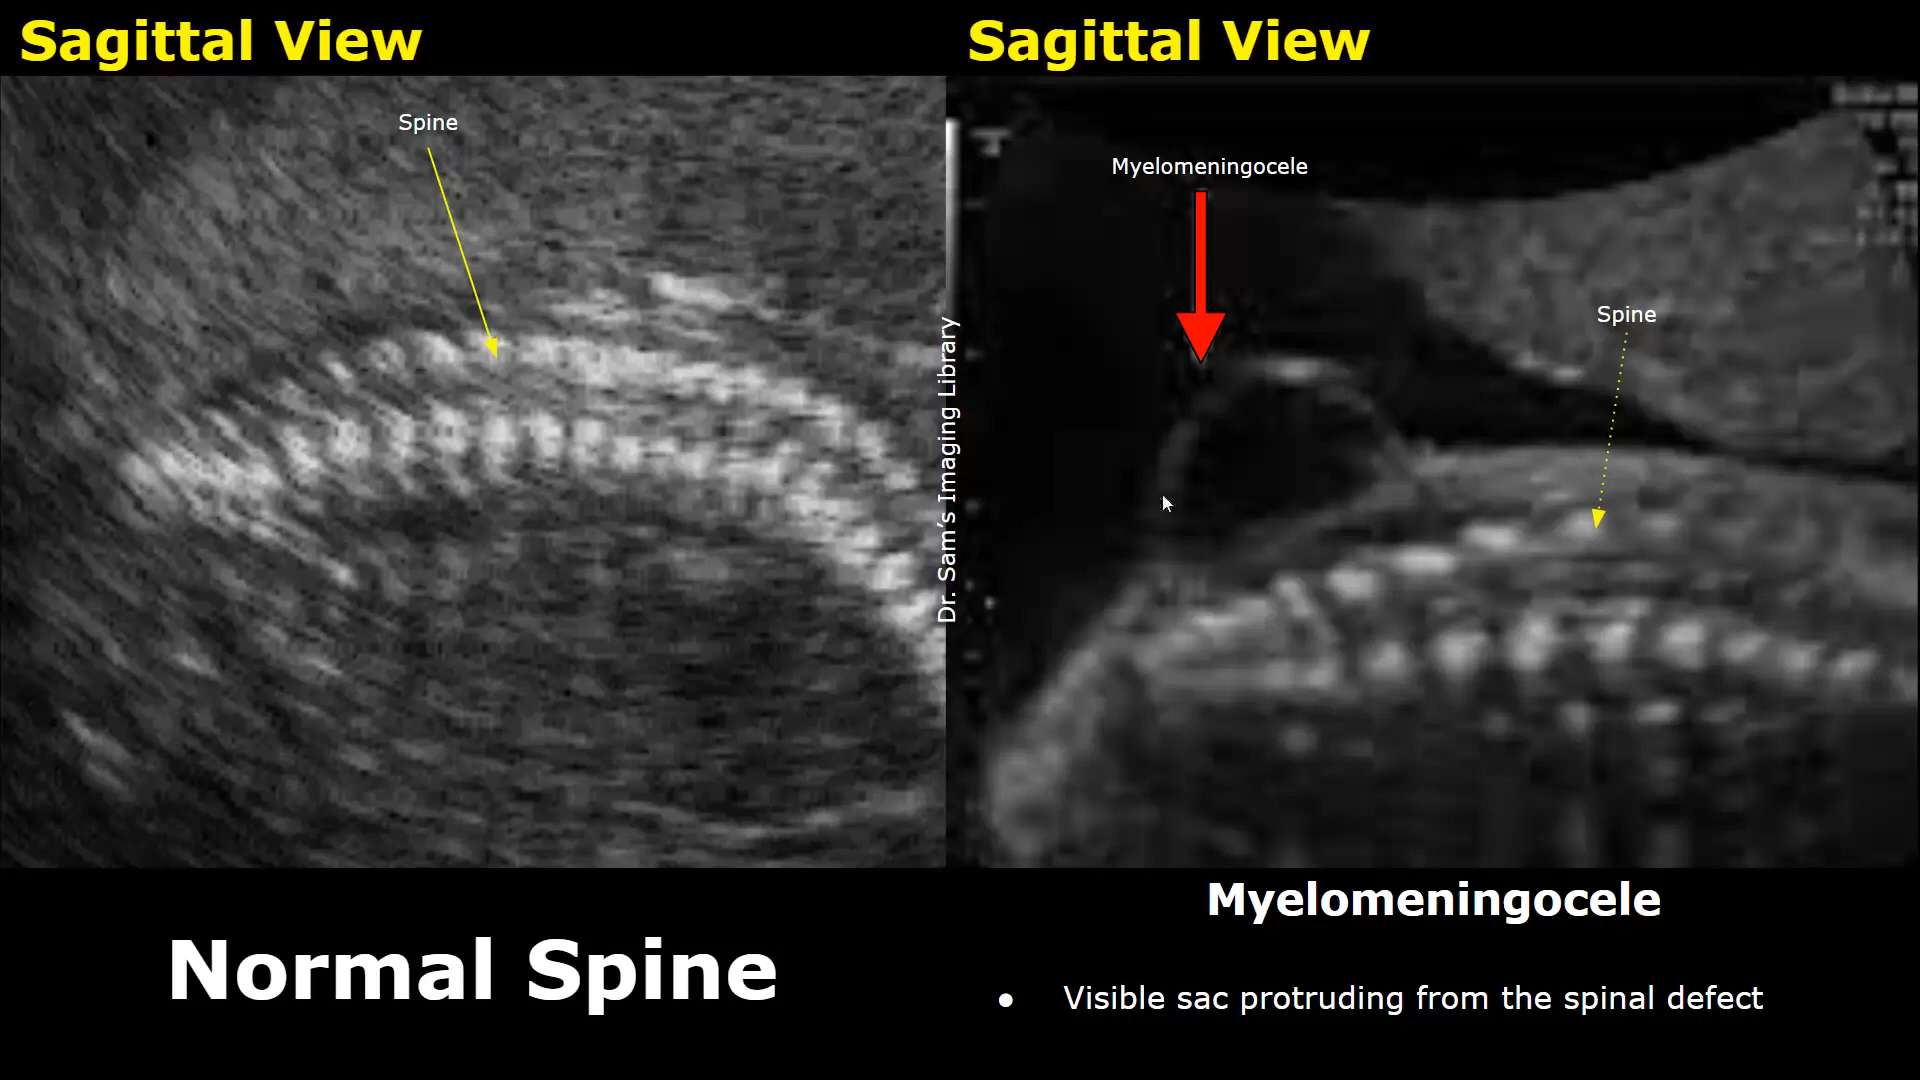 Sagittal View
Sagittal View
Spine
Myelomeningocele
Spine
Dr. Sam's Imaging Library
Normal Spine
Myelomeningocele
• Visible sac protruding from the spinal defect